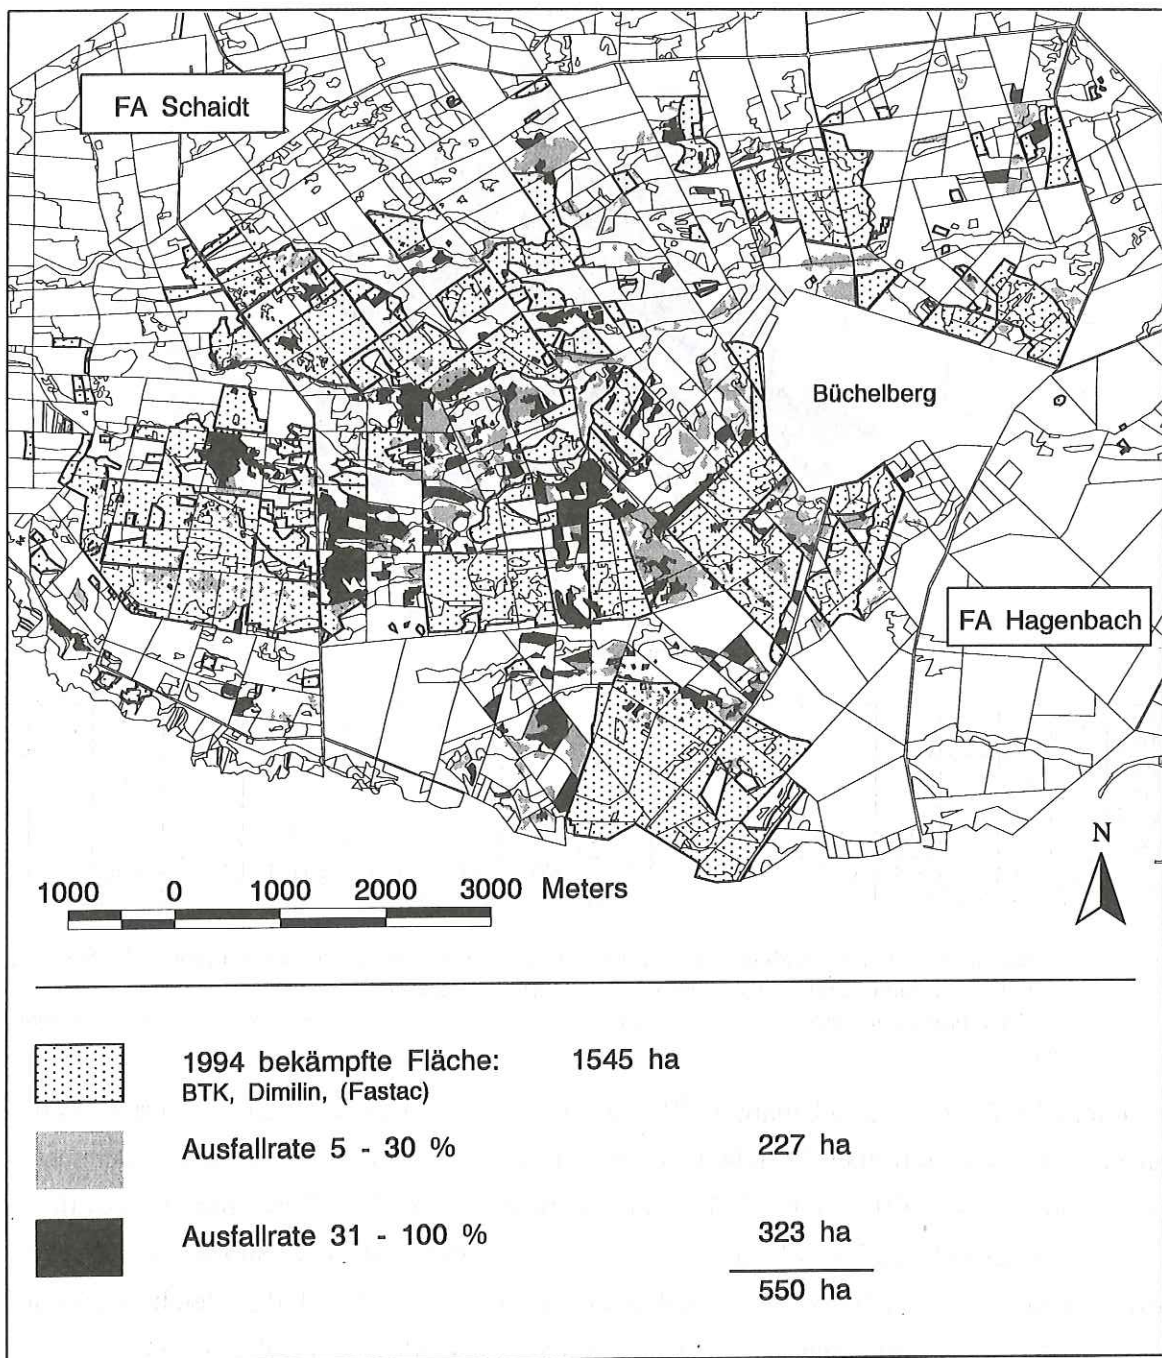 FA Schaidt
Büchelberg
FA Hagenbach
N
1000 0 1000 2000 3000 Meters
1994 bekämpfte Fläche: 1545 ha
BTK, Dimilin, (Fastac)
Ausfallrate 5 - 30 % 227 ha
Ausfallrate 31 - 100 % 323 ha
550 ha